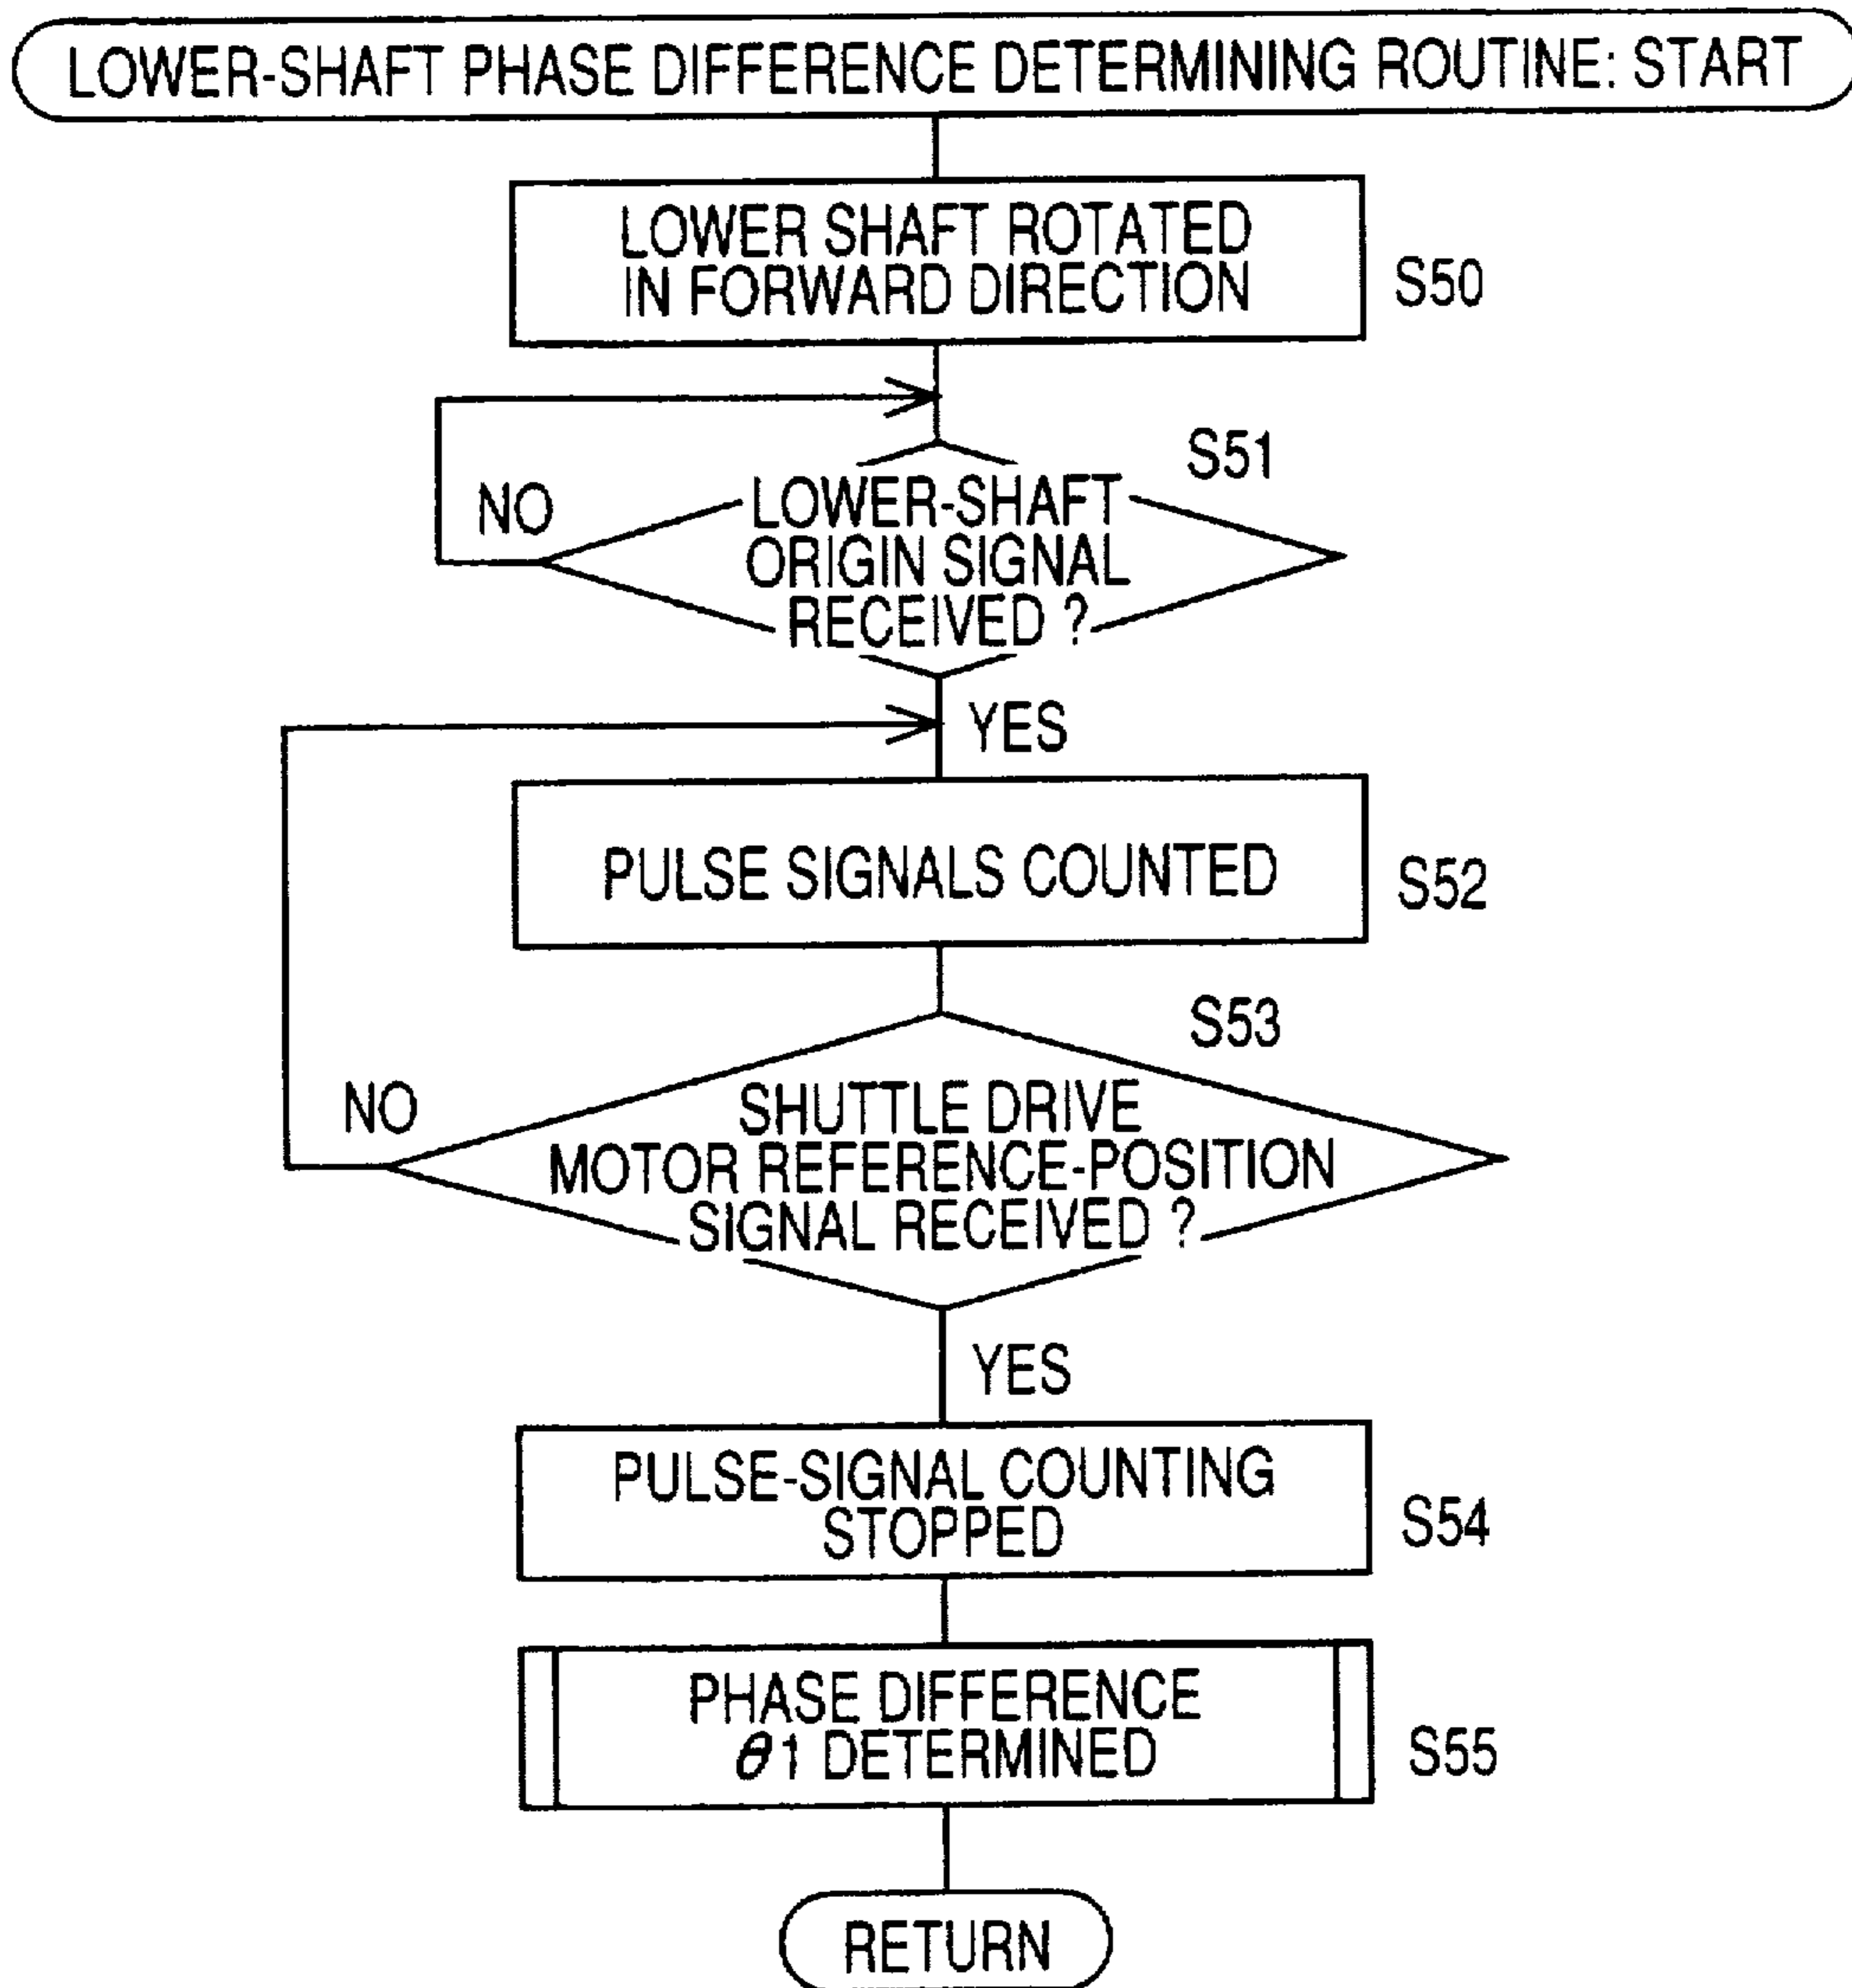 LOWER-SHAFT PHASE DIFFERENCE DETERMINING ROUTINE: START
LOWER SHAFT ROTATED
IN FORWARD DIRECTION
S50
S51
NO
LOWER-SHAFT
ORIGIN SIGNAL
RECEIVED ?
YES
PULSE SIGNALS COUNTED
S52
S53
NO
SHUTTLE DRIVE
MOTOR REFERENCE-POSITION
SIGNAL RECEIVED ?
YES
PULSE-SIGNAL COUNTING
STOPPED
S54
PHASE DIFFERENCE
θ1 DETERMINED
S55
RETURN